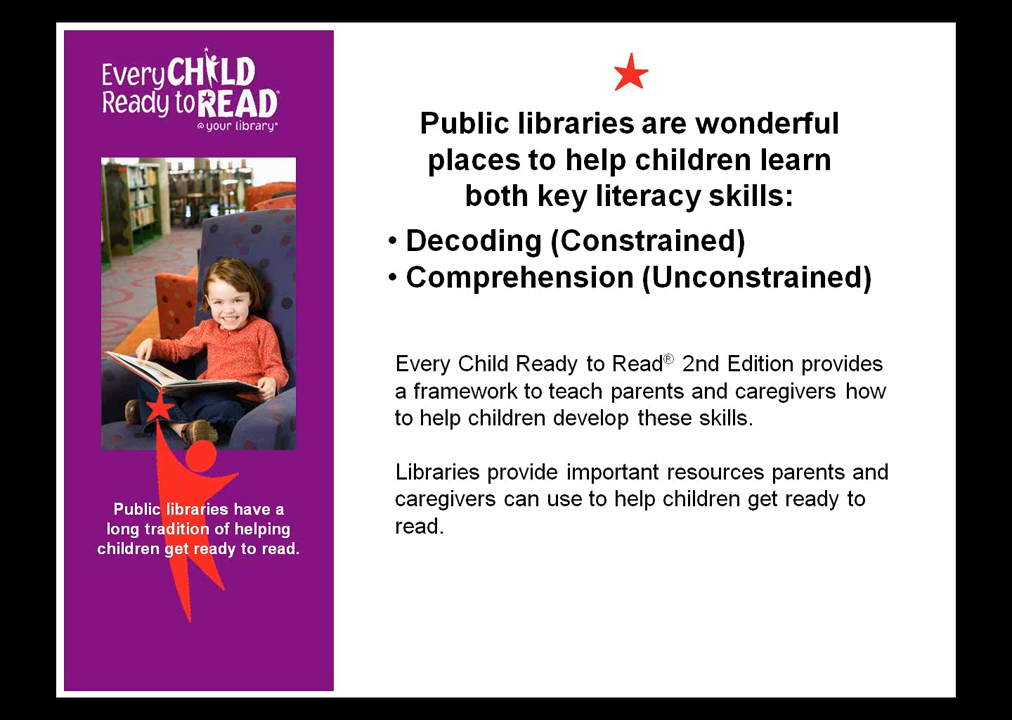 Every CHILD
Ready to READ®
@ your library®
Public libraries have a
long tradition of helping
children get ready to read.
Public libraries are wonderful
places to help children learn
both key literacy skills:
• Decoding (Constrained)
• Comprehension (Unconstrained)
Every Child Ready to Read® 2nd Edition provides
a framework to teach parents and caregivers how
to help children develop these skills.
Libraries provide important resources parents and
caregivers can use to help children get ready to
read.